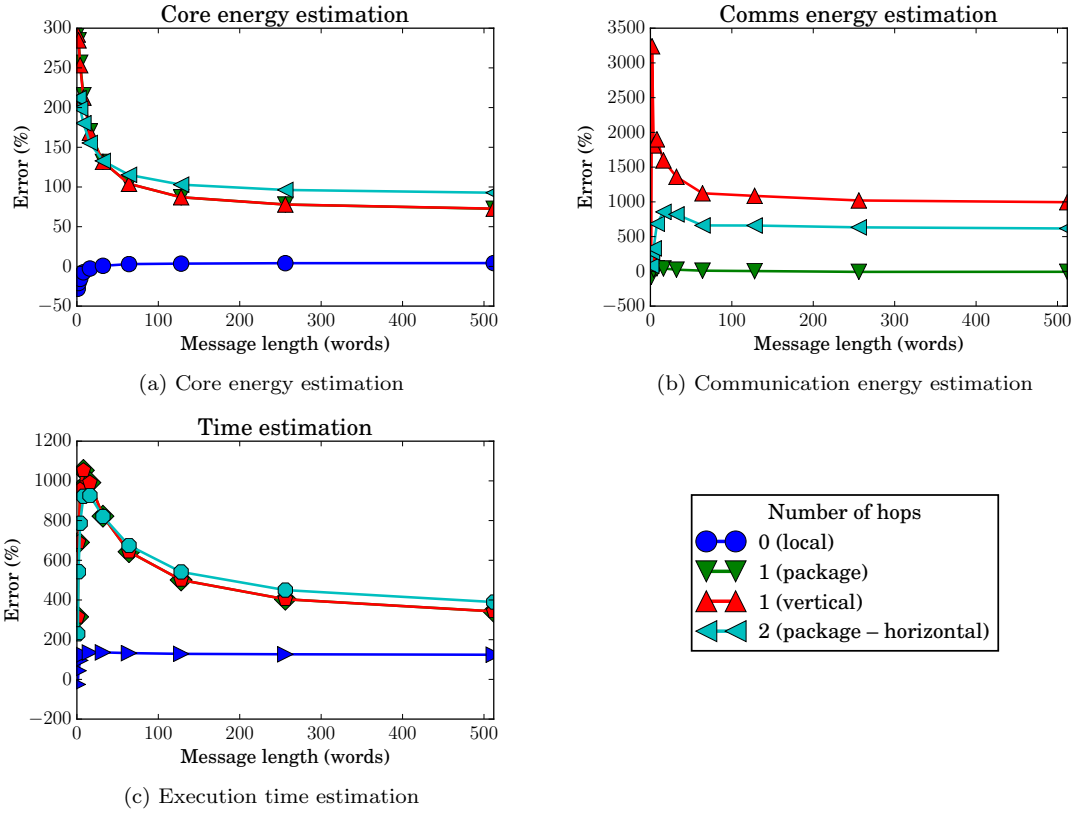 Core energy estimation
300
250
200
150
100
50
0
−50
Error (%)
0 100 200 300 400 500
Message length (words)
(a) Core energy estimation
Comms energy estimation
3500
3000
2500
2000
1500
1000
500
0
−500
Error (%)
0 100 200 300 400 500
Message length (words)
(b) Communication energy estimation
Time estimation
1200
1000
800
600
400
200
0
−200
Error (%)
0 100 200 300 400 500
Message length (words)
(c) Execution time estimation
Number of hops
0 (local)
1 (package)
1 (vertical)
2 (package – horizontal)